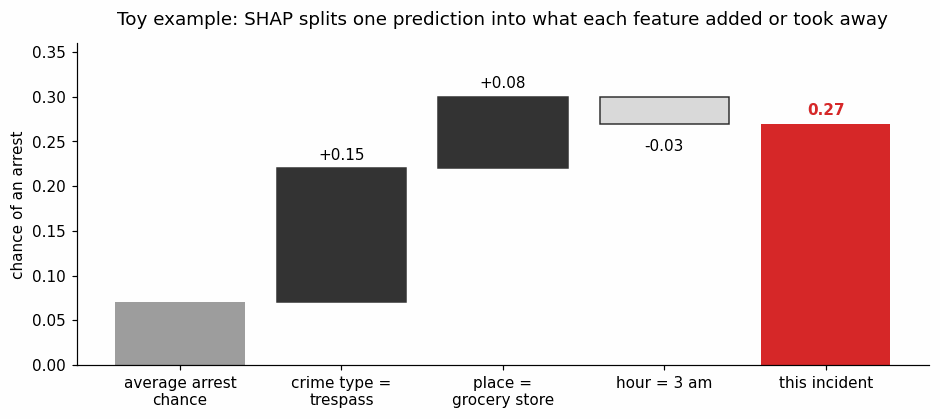 Toy example: SHAP splits one prediction into what each feature added or took away
chance of an arrest
0.35
0.30
0.25
0.20
0.15
0.10
0.05
0.00
+0.15
+0.08
-0.03
0.27
average arrest
chance
crime type =
trespass
place =
grocery store
hour = 3 am
this incident